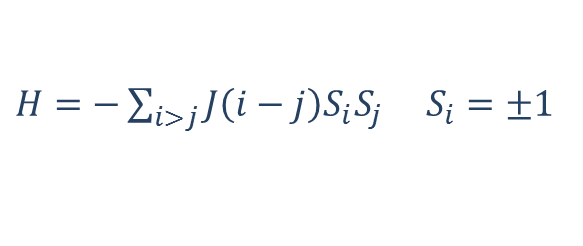 H = −∑_{i>j} J(i − j)S_iS_j    S_i = ±1